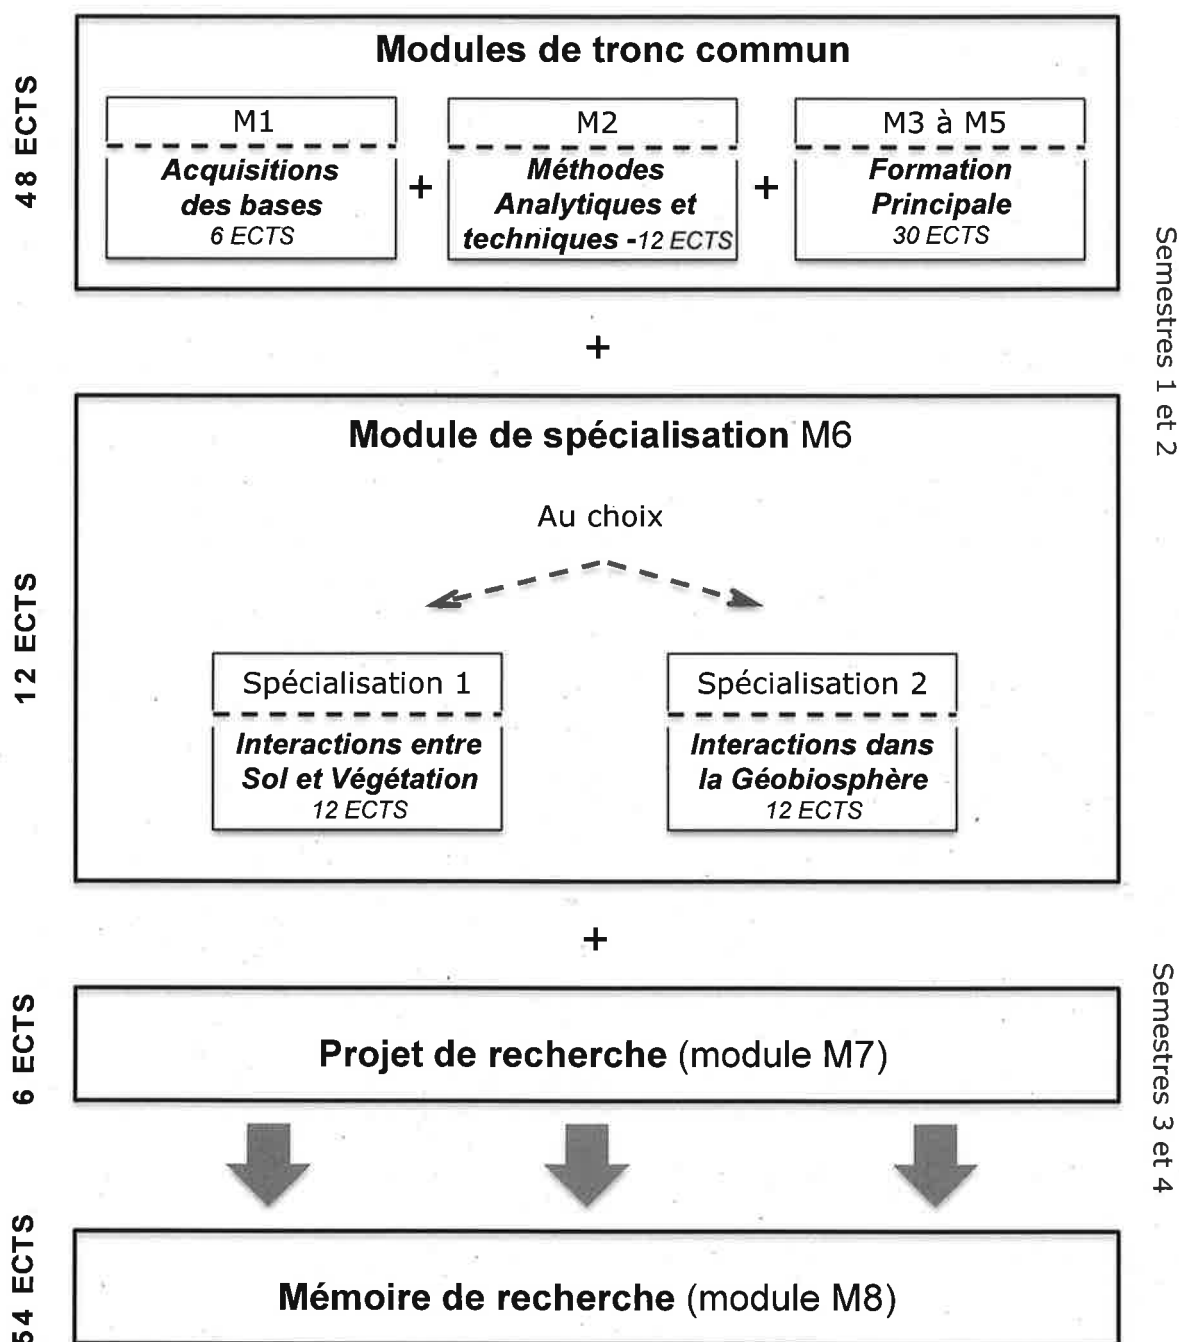 Modules de tronc commun
48 ECTS
M1
Acquisitions
des bases
6 ECTS
+
M2
Méthodes
Analytiques et
techniques -12 ECTS
+
M3 à M5
Formation
Principale
30 ECTS
Semestres 1 et 2
+
Module de spécialisation M6
12 ECTS
Au choix
Spécialisation 1
Interactions entre
Sol et Végétation
12 ECTS
Spécialisation 2
Interactions dans
la Géobiosphère
12 ECTS
+
6 ECTS
Projet de recherche (module M7)
Semestres 3 et 4
54 ECTS
Mémoire de recherche (module M8)